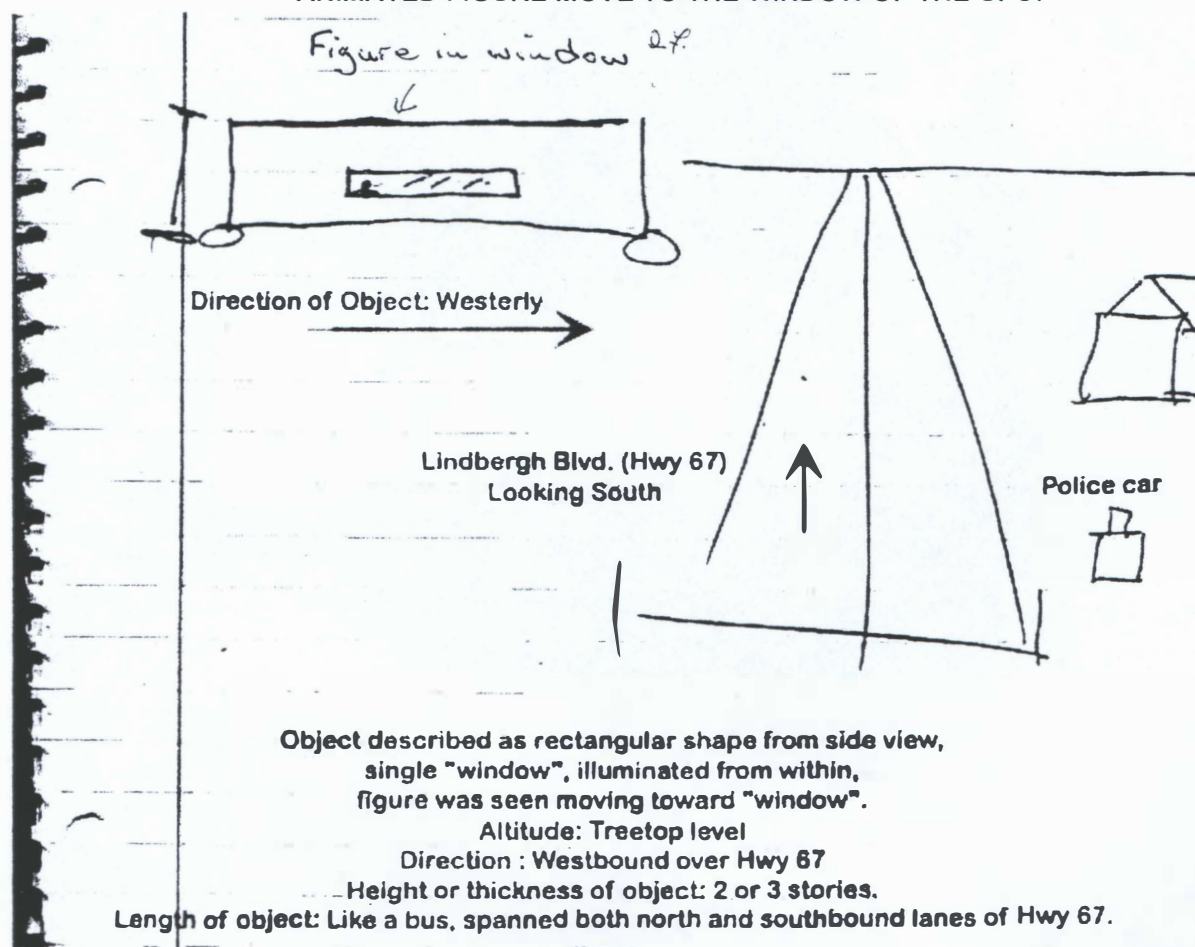 Figure in window
Direction of Object: Westerly
Lindbergh Blvd. (Hwy 67)
Looking South
Police car
Object described as rectangular shape from side view,
single "window", illuminated from within,
figure was seen moving toward "window".
Altitude: Treetop level
Direction : Westbound over Hwy 67
Height or thickness of object: 2 or 3 stories.
Length of object: Like a bus, spanned both north and southbound lanes of Hwy 67.